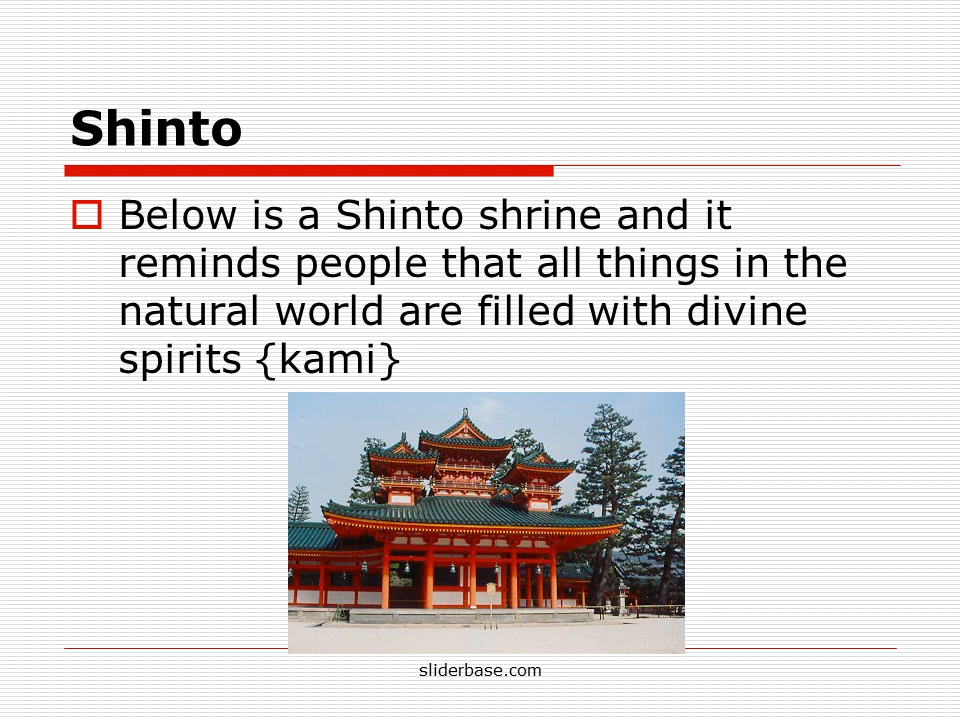 Shinto
Below is a Shinto shrine and it
reminds people that all things in the
natural world are filled with divine
spirits {kami}
sliderbase.com